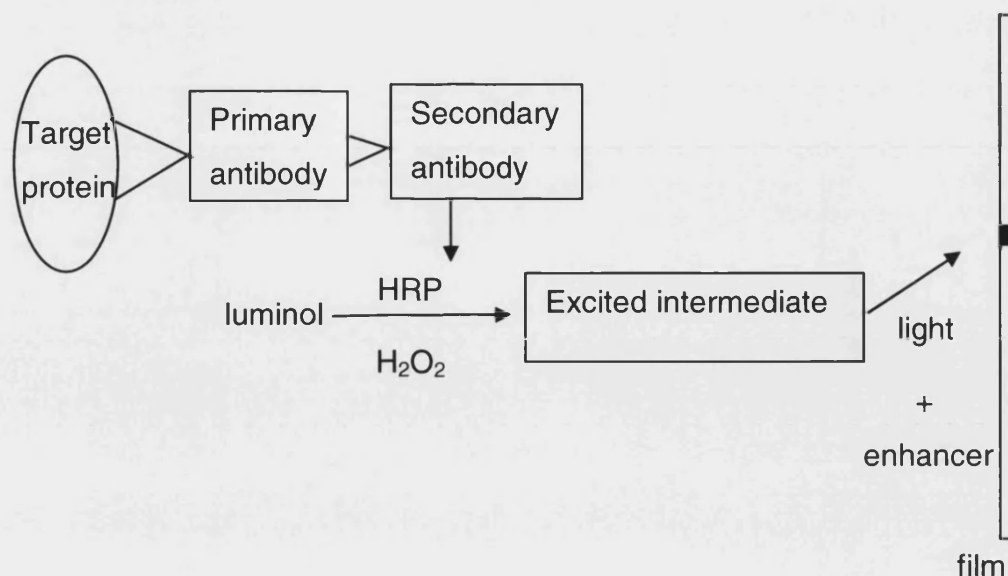 Target
protein
Primary
antibody
Secondary
antibody
luminol
HRP
H₂O₂
Excited intermediate
light
+
enhancer
film